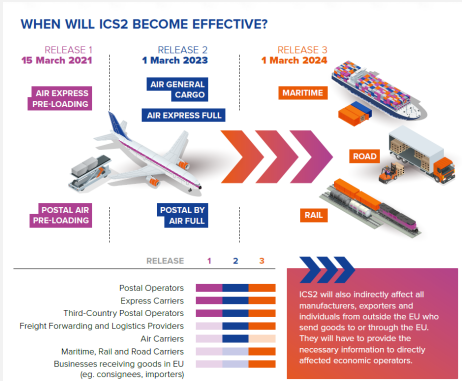 WHEN WILL ICS2 BECOME EFFECTIVE?
RELEASE 1
15 March 2021
RELEASE 2
1 March 2023
RELEASE 3
1 March 2024
AIR EXPRESS
PRE-LOADING
AIR GENERAL
CARGO
AIR EXPRESS FULL
MARITIME
ROAD
POSTAL AIR
PRE-LOADING
POSTAL BY
AIR FULL
RAIL
RELEASE 1 2 3
Postal Operators
Express Carriers
Third-Country Postal Operators
Freight Forwarding and Logistics Providers
Air Carriers
Maritime, Rail and Road Carriers
Businesses receiving goods in EU
(eg. consignees, importers)
ICS2 will also indirectly affect all
manufacturers, exporters and
individuals from outside the EU who
send goods to or through the EU.
They will have to provide the
necessary information to directly
affected economic operators.